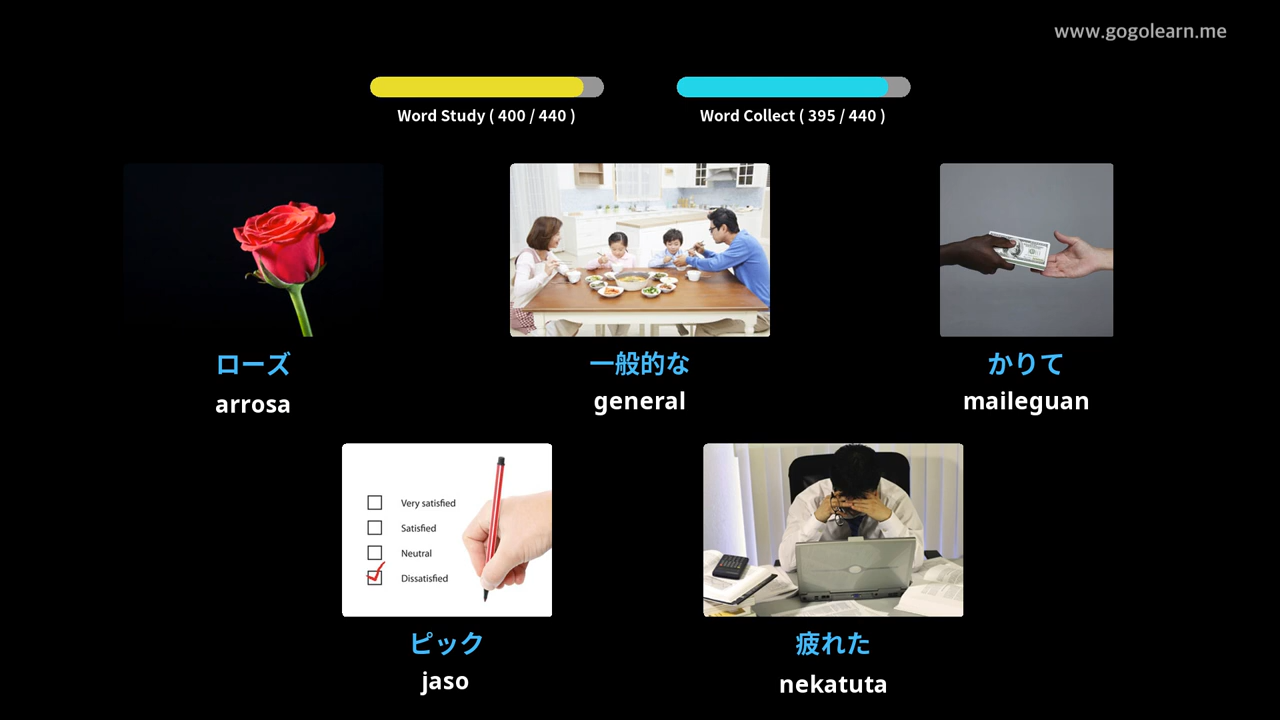 www.gogolearn.me
Word Study ( 400 / 440 )
Word Collect ( 395 / 440 )
ローズ
arrosa
一般的な
general
かりて
maileguan
Very satisfied
Satisfied
Neutral
Dissatisfied
ピック
jaso
疲れた
nekatuta